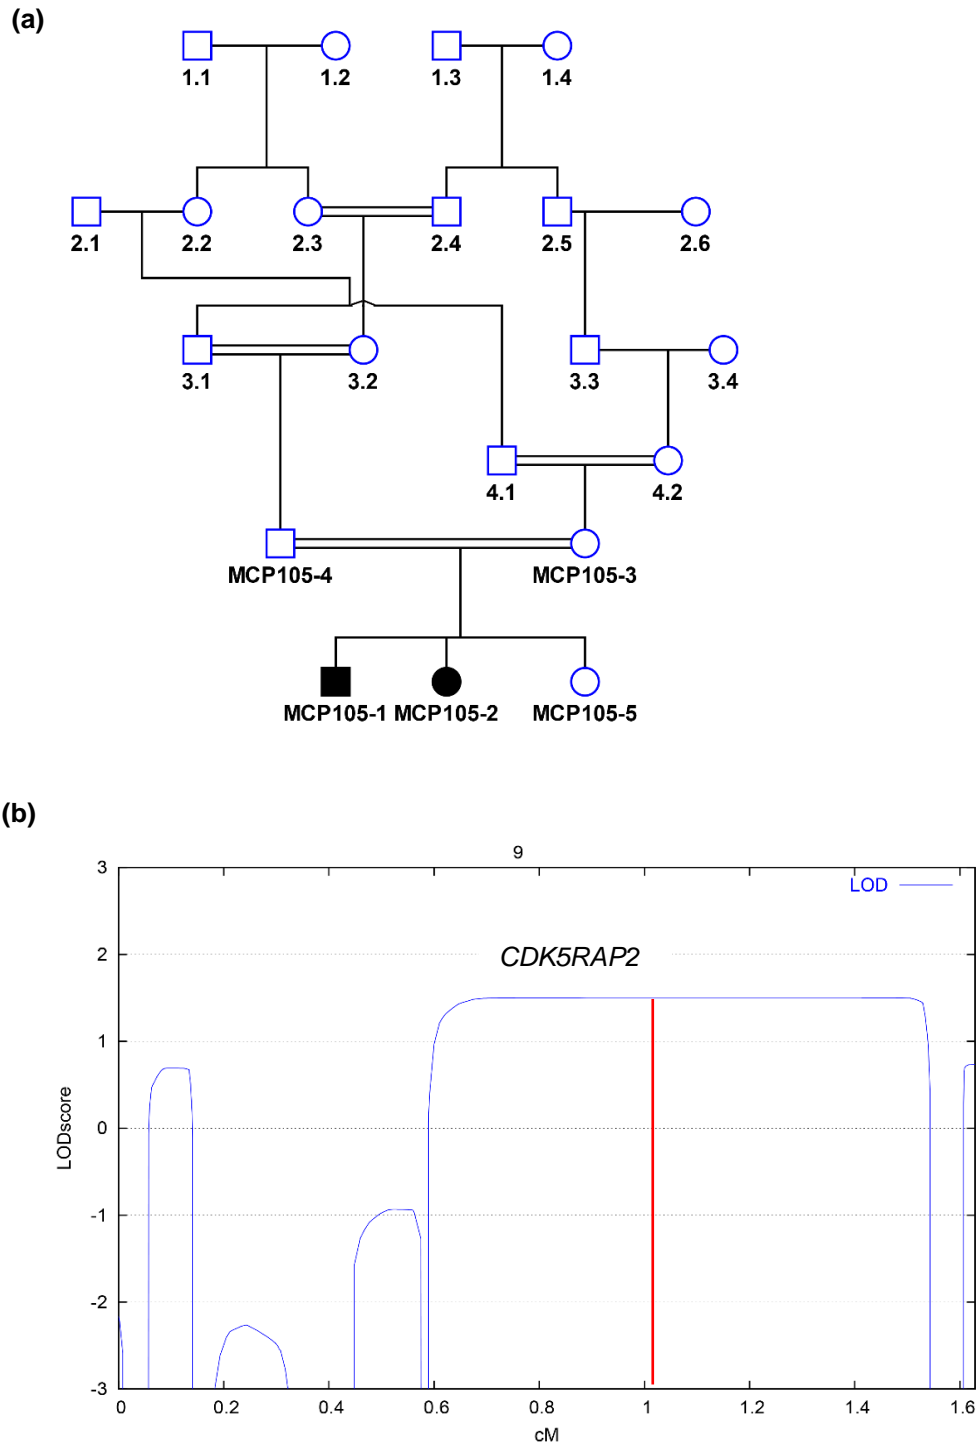 (a)
1.1 1.2 1.3 1.4
2.1 2.2 2.3 2.4 2.5 2.6
3.1 3.2 3.3 3.4
4.1 4.2
MCP105-4 MCP105-3
MCP105-1 MCP105-2 MCP105-5
(b)
9
3
LOD
2
CDK5RAP2
1
LODscore
0
-1
-2
-3
0 0.2 0.4 0.6 0.8 1 1.2 1.4 1.6
cM